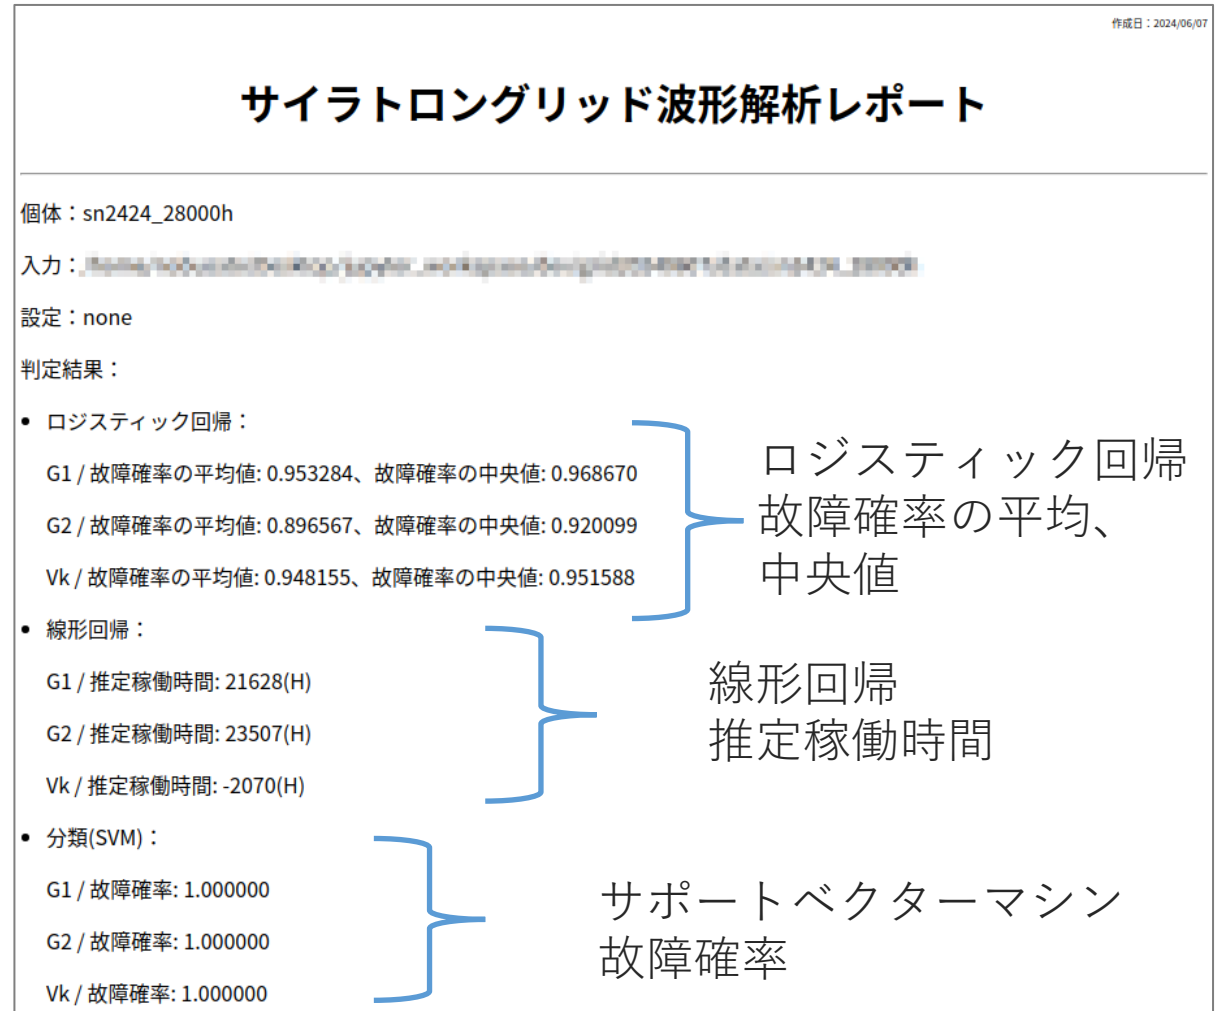 作成日：2024/06/07
サイラトロングリッド波形解析レポート
個体：sn2424_28000h
入力：
設定：none
判定結果：
• ロジスティック回帰：
G1 / 故障確率の平均値: 0.953284、故障確率の中央値: 0.968670
G2 / 故障確率の平均値: 0.896567、故障確率の中央値: 0.920099
Vk / 故障確率の平均値: 0.948155、故障確率の中央値: 0.951588
ロジスティック回帰
故障確率の平均、
中央値
• 線形回帰：
G1 / 推定稼働時間: 21628(H)
G2 / 推定稼働時間: 23507(H)
Vk / 推定稼働時間: -2070(H)
線形回帰
推定稼働時間
• 分類(SVM)：
G1 / 故障確率: 1.000000
G2 / 故障確率: 1.000000
Vk / 故障確率: 1.000000
サポートベクターマシン
故障確率